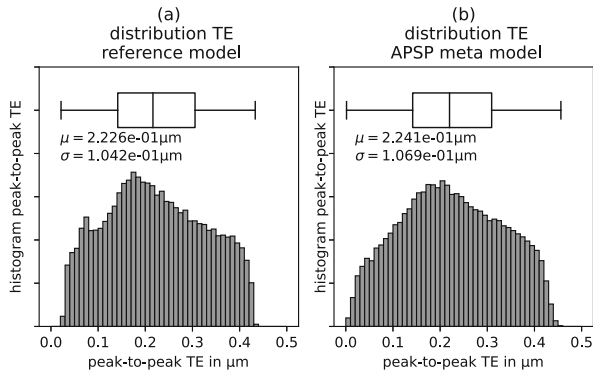 (a)
distribution TE
reference model
histogram peak-to-peak TE
μ = 2.226e-01μm
σ = 1.042e-01μm
0.0 0.1 0.2 0.3 0.4 0.5
peak-to-peak TE in μm
(b)
distribution TE
APSP meta model
histogram peak-to-peak TE
μ = 2.241e-01μm
σ = 1.069e-01μm
0.0 0.1 0.2 0.3 0.4 0.5
peak-to-peak TE in μm